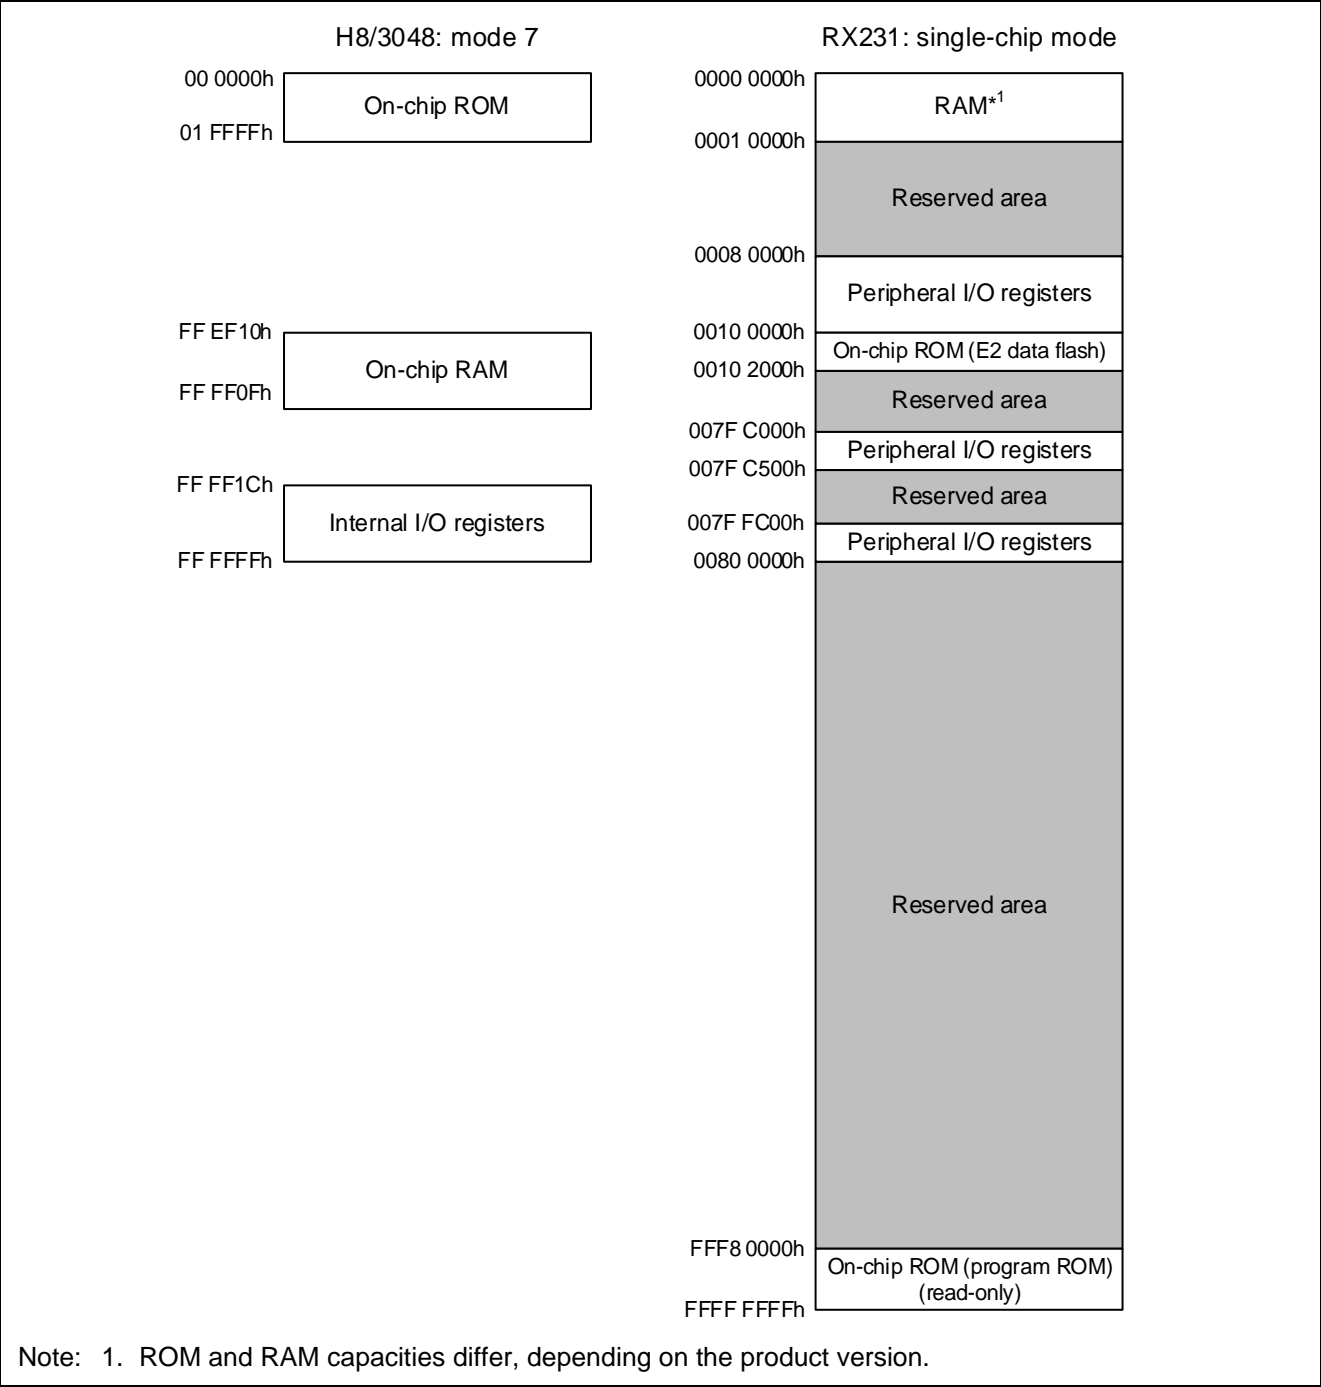 H8/3048: mode 7
00 0000h
On-chip ROM
01 FFFFh
FF EF10h
On-chip RAM
FF FF0Fh
FF FF1Ch
Internal I/O registers
FF FFFFh
RX231: single-chip mode
0000 0000h
RAM*1
0001 0000h
Reserved area
0008 0000h
Peripheral I/O registers
0010 0000h
On-chip ROM (E2 data flash)
0010 2000h
Reserved area
007F C000h
Peripheral I/O registers
007F C500h
Reserved area
007F FC00h
Peripheral I/O registers
0080 0000h
Reserved area
FFF8 0000h
On-chip ROM (program ROM)
(read-only)
FFFF FFFFh
Note: 1. ROM and RAM capacities differ, depending on the product version.